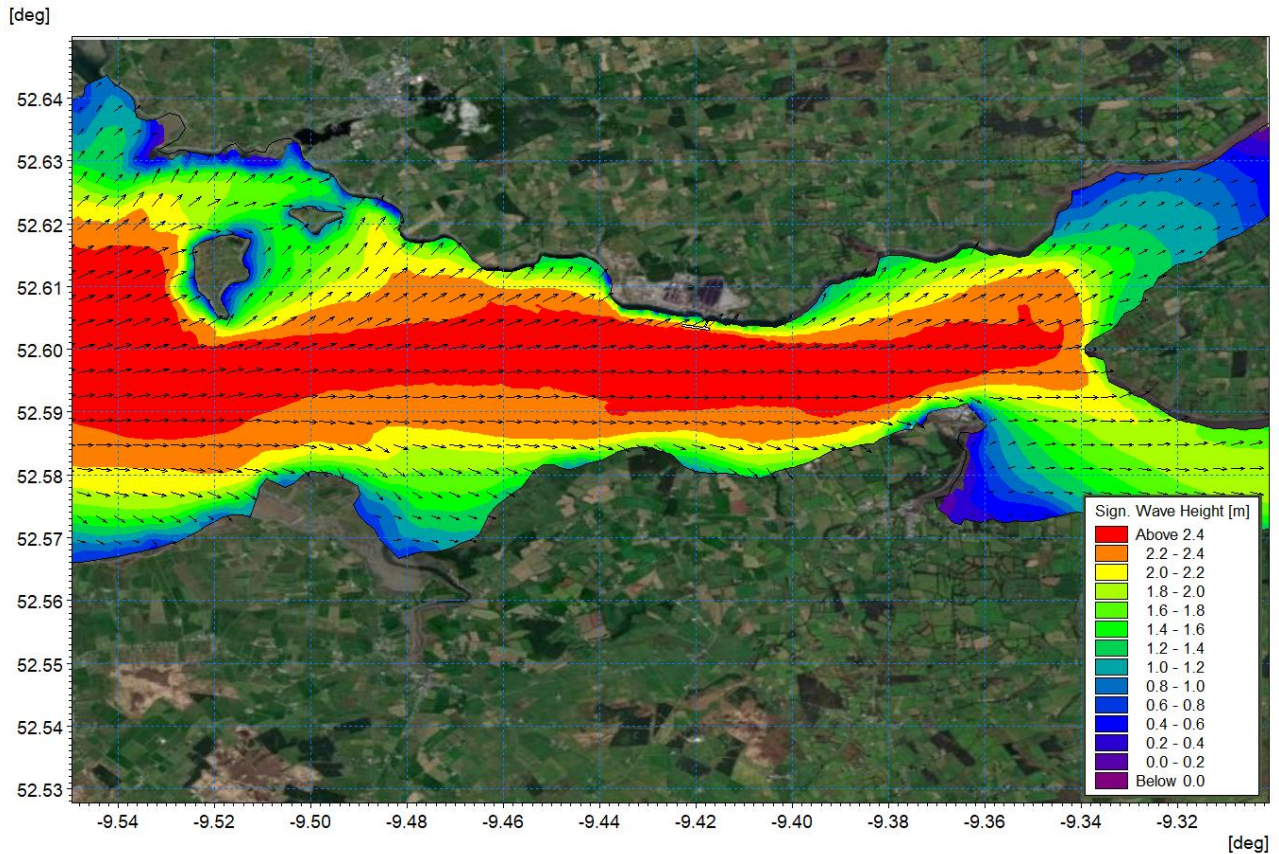 [deg]
52.64
52.63
52.62
52.61
52.60
52.59
52.58
52.57
52.56
52.55
52.54
52.53
Sign. Wave Height [m]
Above 2.4
2.2 - 2.4
2.0 - 2.2
1.8 - 2.0
1.6 - 1.8
1.4 - 1.6
1.2 - 1.4
1.0 - 1.2
0.8 - 1.0
0.6 - 0.8
0.4 - 0.6
0.2 - 0.4
0.0 - 0.2
Below 0.0
-9.54 -9.52 -9.50 -9.48 -9.46 -9.44 -9.42 -9.40 -9.38 -9.36 -9.34 -9.32
[deg]